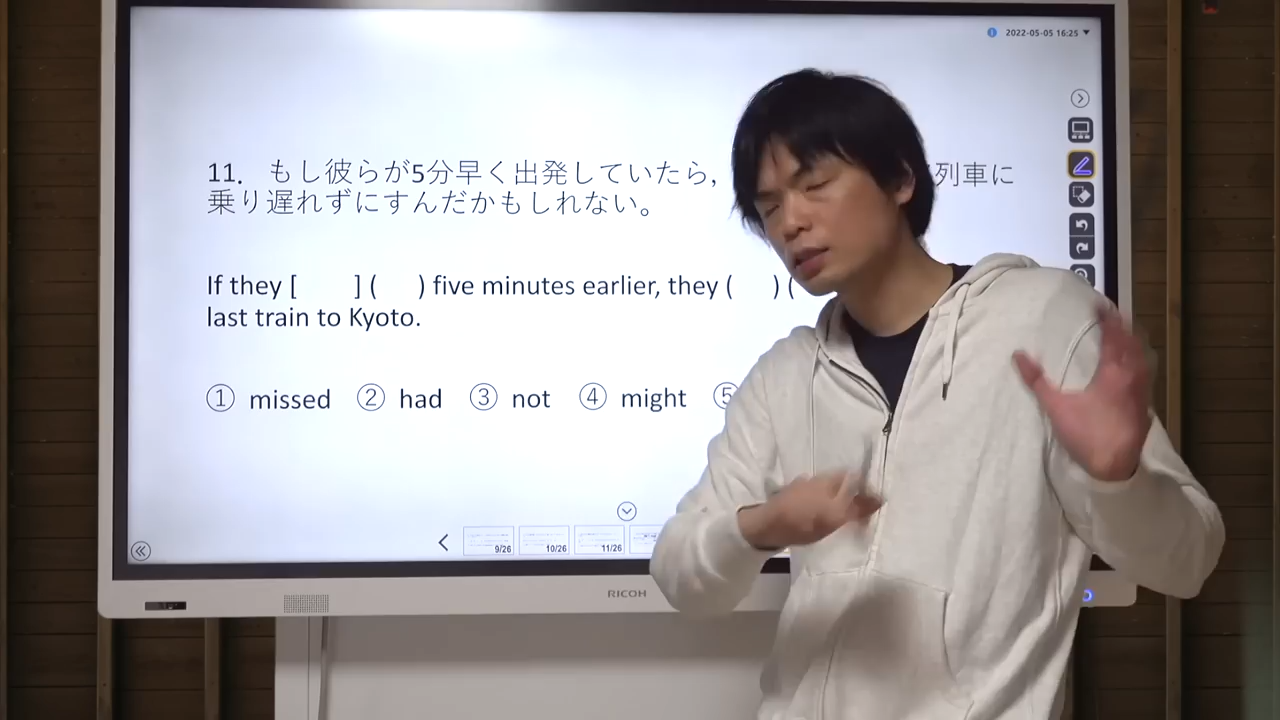 2022-05-05 16:25
11. もし彼らが5分早く出発していたら, 列車に
乗り遅れずにすんだかもしれない。
If they [ ] ( ) five minutes earlier, they ( ) (
last train to Kyoto.
① missed ② had ③ not ④ might ⑤
9/26 10/26 11/26
RICOH